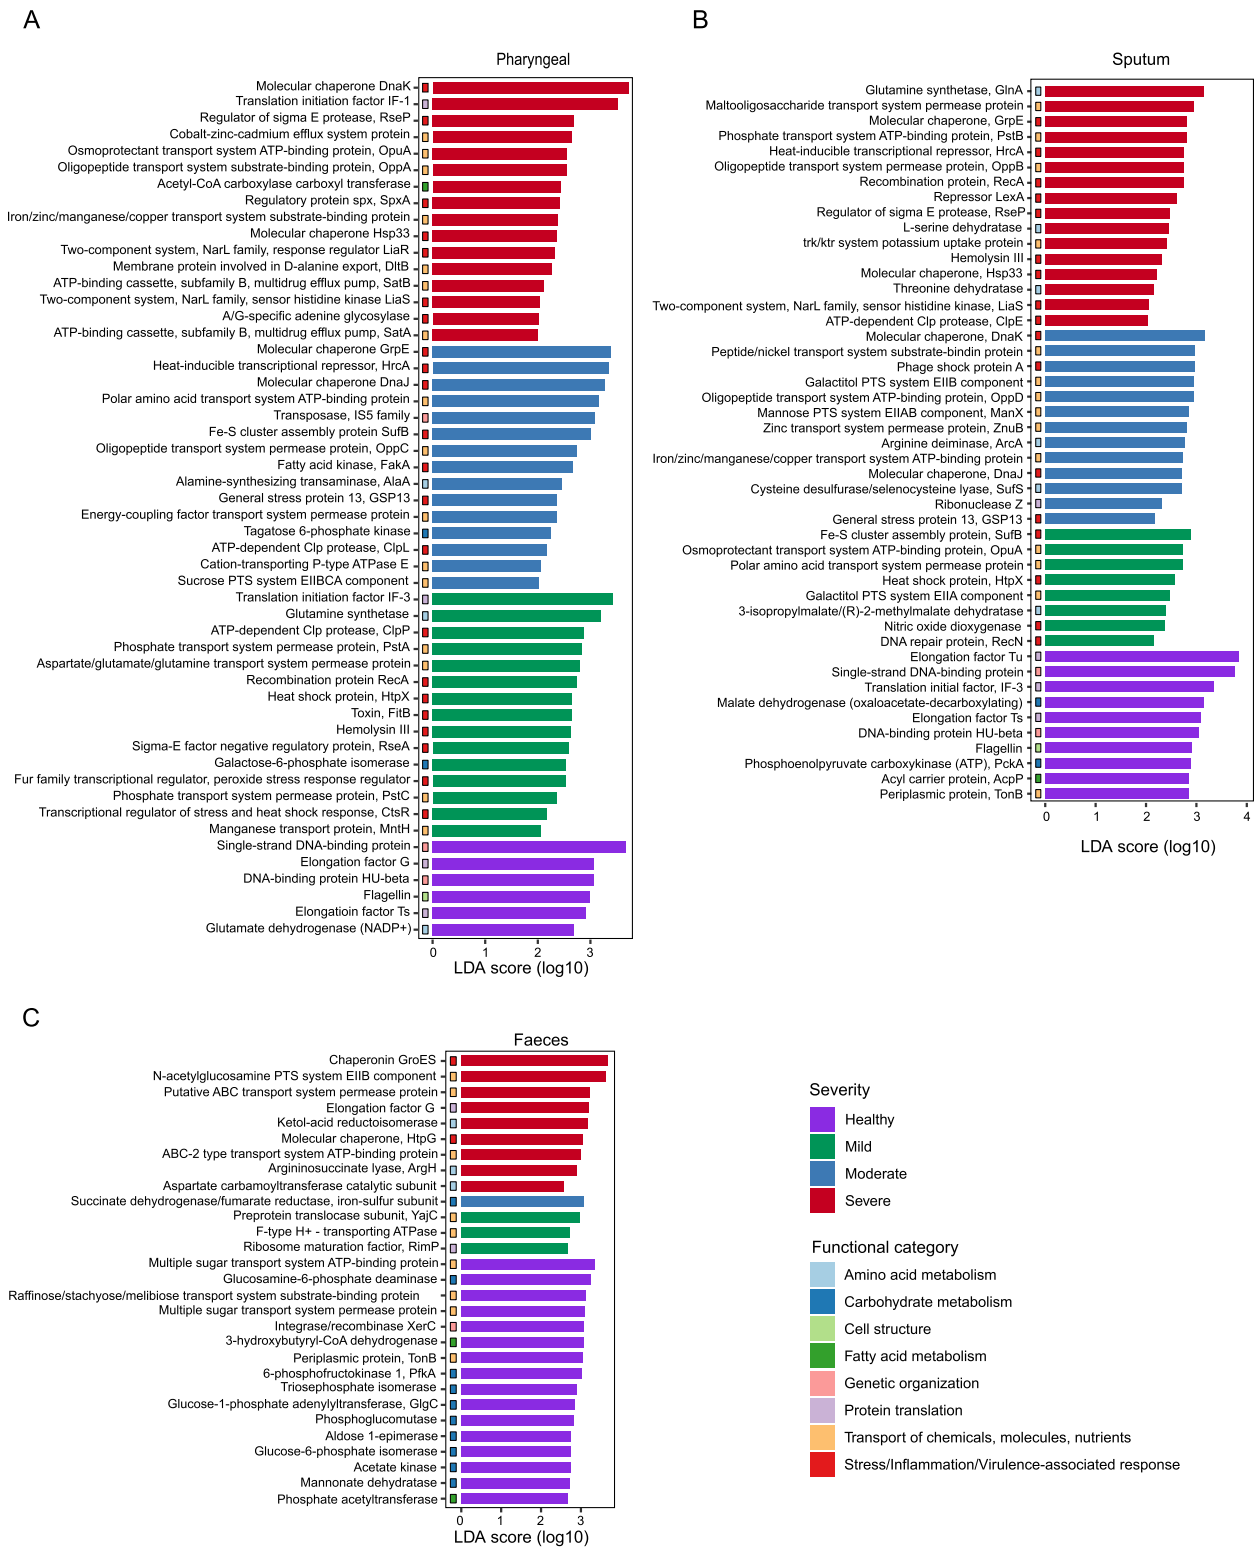 A
Pharyngeal
Molecular chaperone DnaK
Translation initiation factor IF-1
Regulator of sigma E protease, RseP
Cobalt-zinc-cadmium efflux system protein
Osmoprotectant transport system ATP-binding protein, OpuA
Oligopeptide transport system substrate-binding protein, OppA
Acetyl-CoA carboxylase carboxyl transferase
Regulatory protein spx, SpxA
Iron/zinc/manganese/copper transport system substrate-binding protein
Molecular chaperone Hsp33
Two-component system, NarL family, response regulator LiaR
Membrane protein involved in D-alanine export, DltB
ATP-binding cassette, subfamily B, multidrug efflux pump, SatB
Two-component system, NarL family, sensor histidine kinase LiaS
A/G-specific adenine glycosylase
ATP-binding cassette, subfamily B, multidrug efflux pump, SatA
Molecular chaperone GrpE
Heat-inducible transcriptional repressor, HrcA
Molecular chaperone DnaJ
Polar amino acid transport system ATP-binding protein
Transposase, IS5 family
Fe-S cluster assembly protein SufB
Oligopeptide transport system permease protein, OppC
Fatty acid kinase, FakA
Alamine-synthesizing transaminase, AlaA
General stress protein 13, GSP13
Energy-coupling factor transport system permease protein
Tagatose 6-phosphate kinase
ATP-dependent Clp protease, ClpL
Cation-transporting P-type ATPase E
Sucrose PTS system EIIBCA component
Translation initiation factor IF-3
Glutamine synthetase
ATP-dependent Clp protease, ClpP
Phosphate transport system permease protein, PstA
Aspartate/glutamate/glutamine transport system permease protein
Recombination protein RecA
Heat shock protein, HtpX
Toxin, FitB
Hemolysin III
Sigma-E factor negative regulatory protein, RseA
Galactose-6-phosphate isomerase
Fur family transcriptional regulator, peroxide stress response regulator
Phosphate transport system permease protein, PstC
Transcriptional regulator of stress and heat shock response, CtsR
Manganese transport protein, MntH
Single-strand DNA-binding protein
Elongation factor G
DNA-binding protein HU-beta
Flagellin
Elongatioin factor Ts
Glutamate dehydrogenase (NADP+)
0 1 2 3
LDA score (log10)
B
Sputum
Glutamine synthetase, GlnA
Maltooligosaccharide transport system permease protein
Molecular chaperone, GrpE
Phosphate transport system ATP-binding protein, PstB
Heat-inducible transcriptional repressor, HrcA
Oligopeptide transport system permease protein, OppB
Recombination protein, RecA
Repressor LexA
Regulator of sigma E protease, RseP
L-serine dehydratase
trk/ktr system potassium uptake protein
Hemolysin III
Molecular chaperone, Hsp33
Threonine dehydratase
Two-component system, NarL family, sensor histidine kinase, LiaS
ATP-dependent Clp protease, ClpE
Molecular chaperone, DnaK
Peptide/nickel transport system substrate-bindin protein
Phage shock protein A
Galactitol PTS system EIIB component
Oligopeptide transport system ATP-binding protein, OppD
Mannose PTS system EIIAB component, ManX
Zinc transport system permease protein, ZnuB
Arginine deiminase, ArcA
Iron/zinc/manganese/copper transport system ATP-binding protein
Molecular chaperone, DnaJ
Cysteine desulfurase/selenocysteine lyase, SufS
Ribonuclease Z
General stress protein 13, GSP13
Fe-S cluster assembly protein, SufB
Osmoprotectant transport system ATP-binding protein, OpuA
Polar amino acid transport system permease protein
Heat shock protein, HtpX
Galactitol PTS system EIIA component
3-isopropylmalate/(R)-2-methylmalate dehydratase
Nitric oxide dioxygenase
DNA repair protein, RecN
Elongation factor Tu
Single-strand DNA-binding protein
Translation initial factor, IF-3
Malate dehydrogenase (oxaloacetate-decarboxylating)
Elongation factor Ts
DNA-binding protein HU-beta
Flagellin
Phosphoenolpyruvate carboxykinase (ATP), PckA
Acyl carrier protein, AcpP
Periplasmic protein, TonB
0 1 2 3 4
LDA score (log10)
C
Faeces
Chaperonin GroES
N-acetylglucosamine PTS system EIIB component
Putative ABC transport system permease protein
Elongation factor G
Ketol-acid reductoisomerase
Molecular chaperone, HtpG
ABC-2 type transport system ATP-binding protein
Argininosuccinate lyase, ArgH
Aspartate carbamoyltransferase catalytic subunit
Succinate dehydrogenase/fumarate reductase, iron-sulfur subunit
Preprotein translocase subunit, YajC
F-type H+ - transporting ATPase
Ribosome maturation factior, RimP
Multiple sugar transport system ATP-binding protein
Glucosamine-6-phosphate deaminase
Raffinose/stachyose/melibiose transport system substrate-binding protein
Multiple sugar transport system permease protein
Integrase/recombinase XerC
3-hydroxybutyryl-CoA dehydrogenase
Periplasmic protein, TonB
6-phosphofructokinase 1, PfkA
Triosephosphate isomerase
Glucose-1-phosphate adenylyltransferase, GlgC
Phosphoglucomutase
Aldose 1-epimerase
Glucose-6-phosphate isomerase
Acetate kinase
Mannonate dehydratase
Phosphate acetyltransferase
0 1 2 3
LDA score (log10)
Severity
Healthy
Mild
Moderate
Severe
Functional category
Amino acid metabolism
Carbohydrate metabolism
Cell structure
Fatty acid metabolism
Genetic organization
Protein translation
Transport of chemicals, molecules, nutrients
Stress/Inflammation/Virulence-associated response